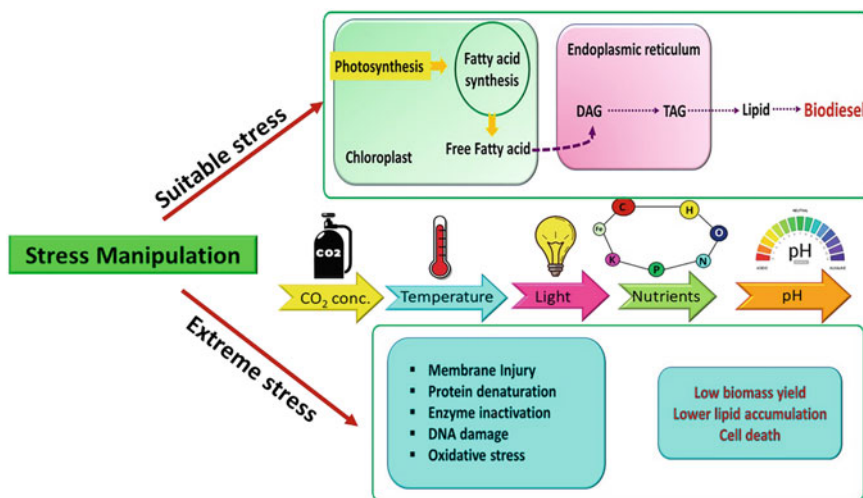 Suitable stress
Photosynthesis
Fatty acid
synthesis
Free Fatty acid
Chloroplast
Endoplasmic reticulum
DAG
TAG
Lipid
Biodiesel
Stress Manipulation
CO2
C
H
O
N
P
K
Fe
NEUTRAL
pH
CO₂ conc.
Temperature
Light
Nutrients
pH
Extreme stress
▪ Membrane Injury
▪ Protein denaturation
▪ Enzyme inactivation
▪ DNA damage
▪ Oxidative stress
Low biomass yield
Lower lipid accumulation
Cell death